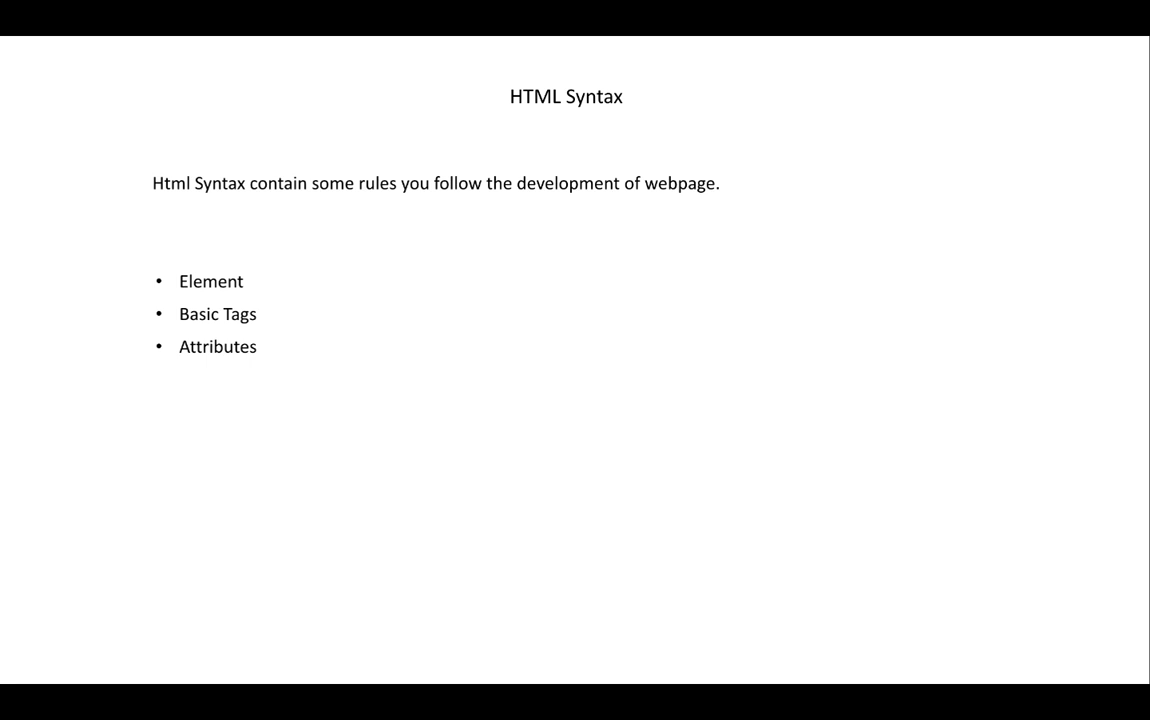 HTML Syntax
Html Syntax contain some rules you follow the development of webpage.
• Element
• Basic Tags
• Attributes